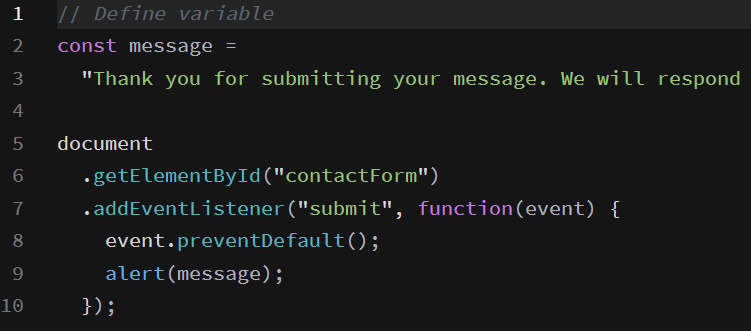 1 // Define variable
2 const message =
3   "Thank you for submitting your message. We will respond
4
5 document
6   .getElementById("contactForm")
7   .addEventListener("submit", function(event) {
8     event.preventDefault();
9     alert(message);
10   });